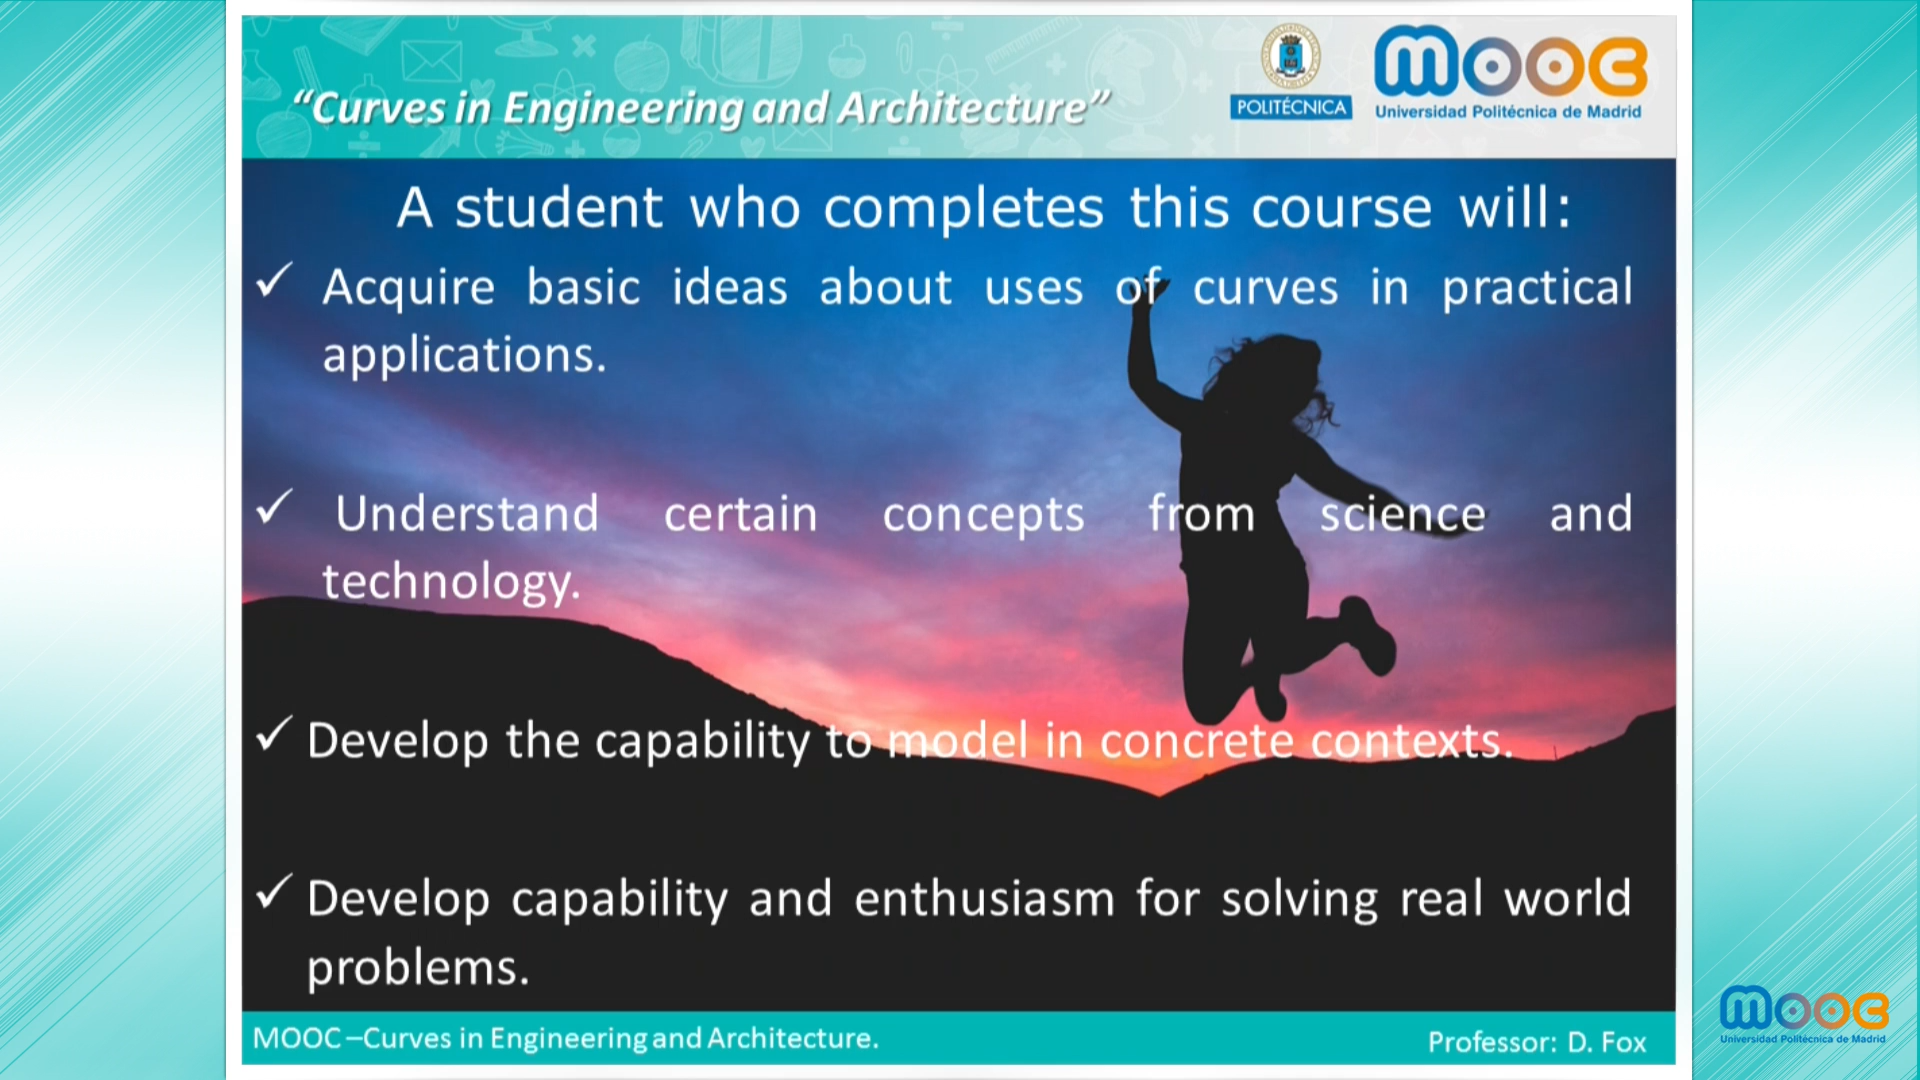 “Curves in Engineering and Architecture”
POLITÉCNICA
mooc
Universidad Politécnica de Madrid
A student who completes this course will:
✓ Acquire basic ideas about uses of curves in practical
applications.
✓ Understand certain concepts from science and
technology.
✓ Develop the capability to model in concrete contexts.
✓ Develop capability and enthusiasm for solving real world
problems.
MOOC –Curves in Engineering and Architecture.
Professor: D. Fox
mooc
Universidad Politécnica de Madrid